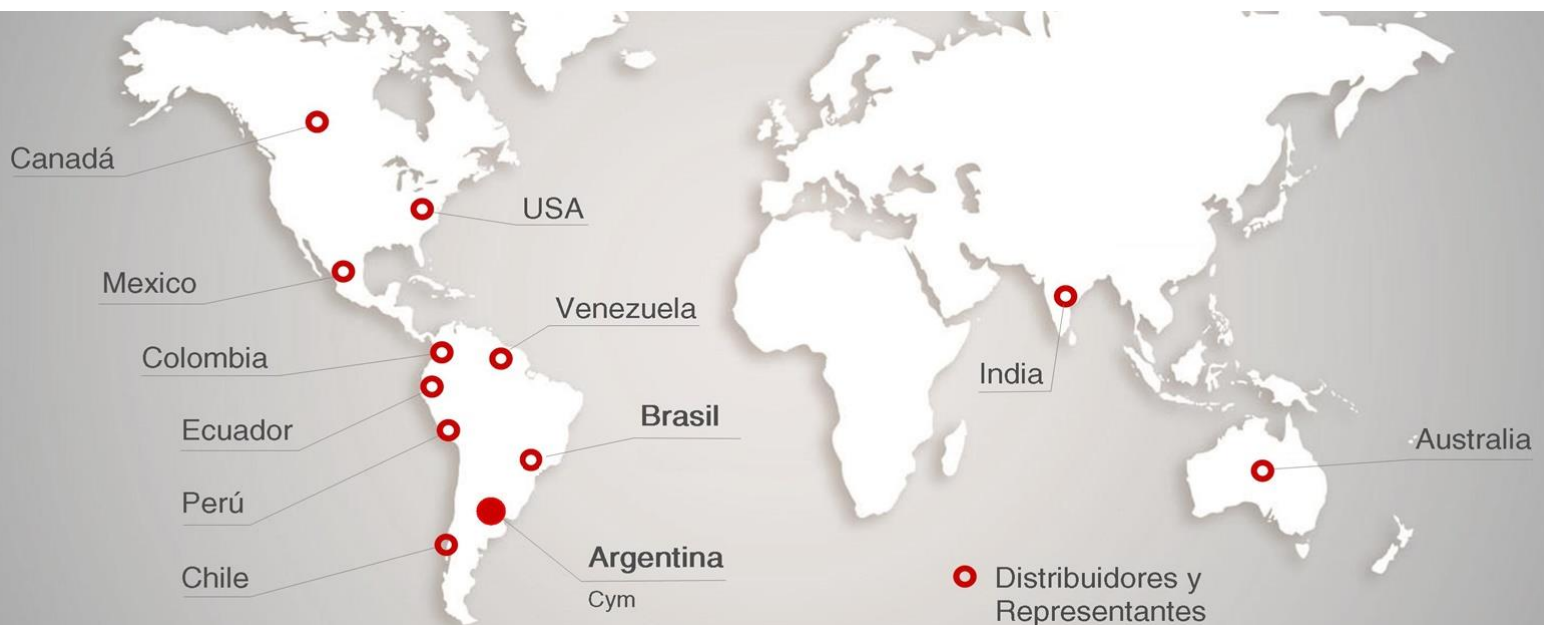 Canadá
USA
Mexico
Venezuela
Colombia
India
Brasil
Ecuador
Australia
Perú
Argentina
Cym
Chile
Distribuidores y
Representantes